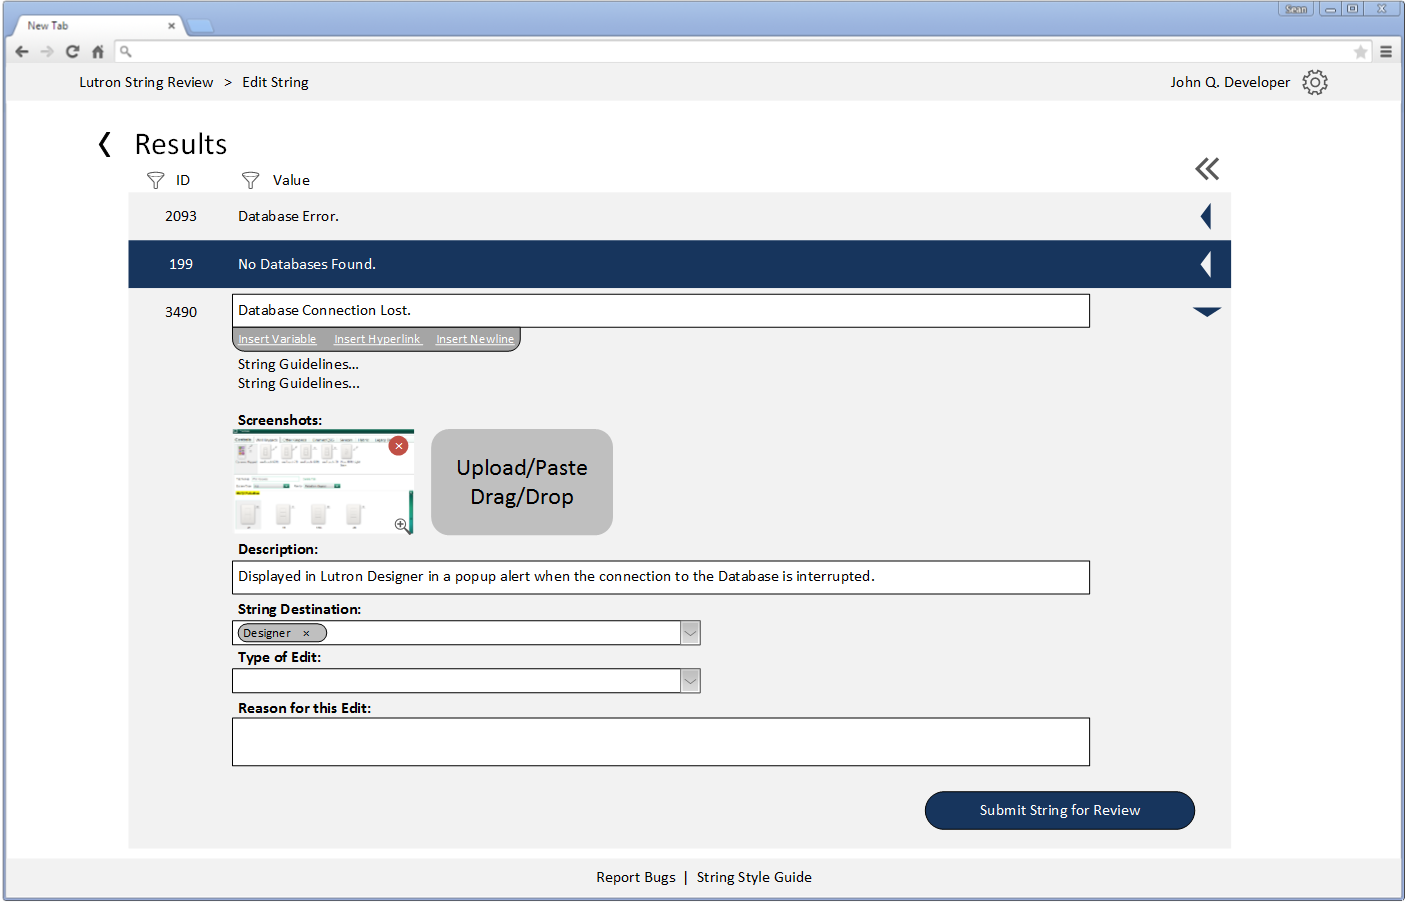 New Tab
Sean
Lutron String Review > Edit String
John Q. Developer
Results
ID Value
2093 Database Error.
199 No Databases Found.
3490 Database Connection Lost.
Insert Variable Insert Hyperlink Insert Newline
String Guidelines...
String Guidelines...
Screenshots:
Upload/Paste
Drag/Drop
Description:
Displayed in Lutron Designer in a popup alert when the connection to the Database is interrupted.
String Destination:
Designer ×
Type of Edit:
Reason for this Edit:
Submit String for Review
Report Bugs | String Style Guide